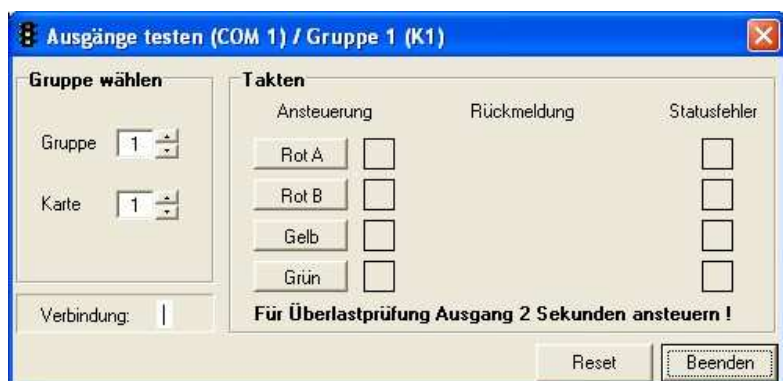 Ausgänge testen (COM 1) / Gruppe 1 (K1)
Gruppe wählen
Gruppe 1
Karte 1
Verbindung: |
Takten
Ansteuerung Rückmeldung Statusfehler
Rot A
Rot B
Gelb
Grün
Für Überlastprüfung Ausgang 2 Sekunden ansteuern !
Reset Beenden